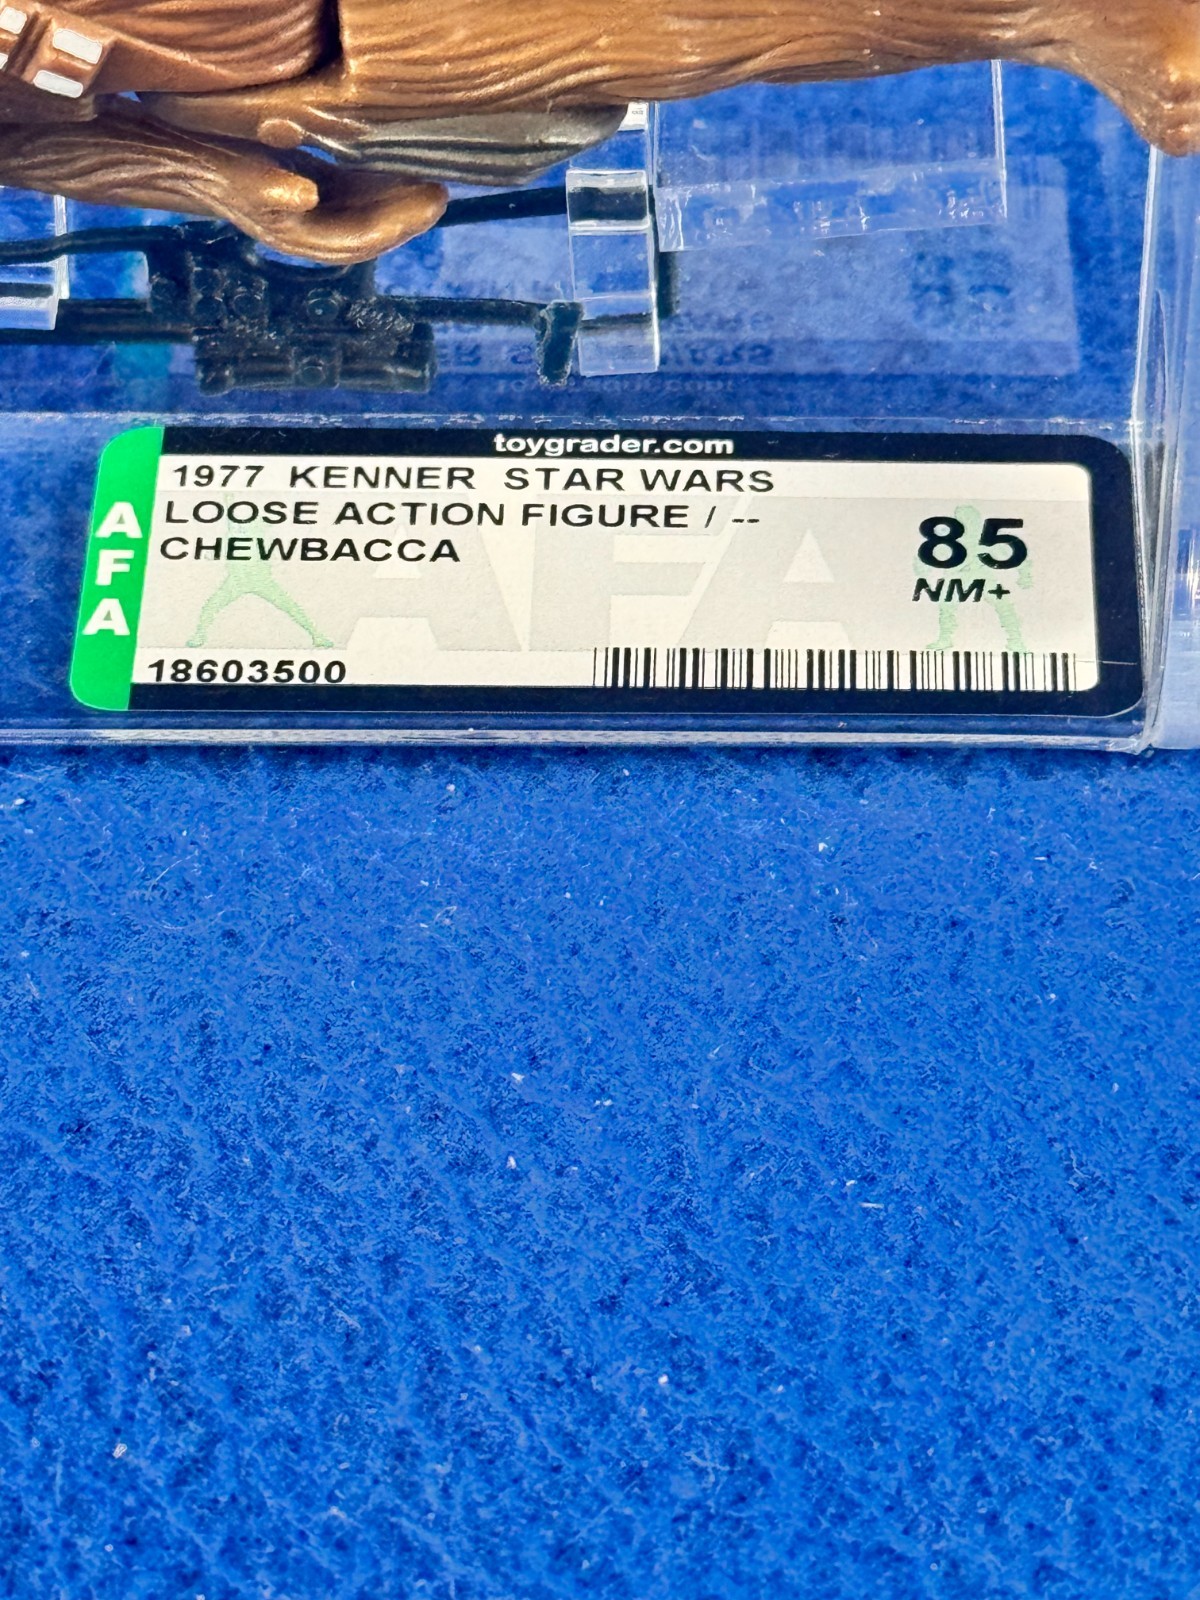 toygrader.com
1977 KENNER STAR WARS
LOOSE ACTION FIGURE / --
CHEWBACCA
85
NM+
AFA
18603500